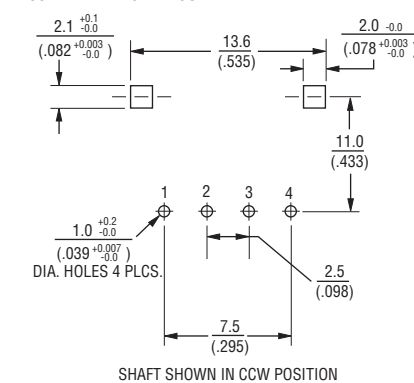 2.1 +0.1 -0.0
(.082 +0.003 -0.0 )
13.6
(.535)
2.0 -0.0
(.078 +0.003 -0.0 )
11.0
(.433)
1 2 3 4
1.0 +0.2 -0.0
(.039 +0.007 -0.0 )
DIA. HOLES 4 PLCS.
2.5
(.098)
7.5
(.295)
SHAFT SHOWN IN CCW POSITION